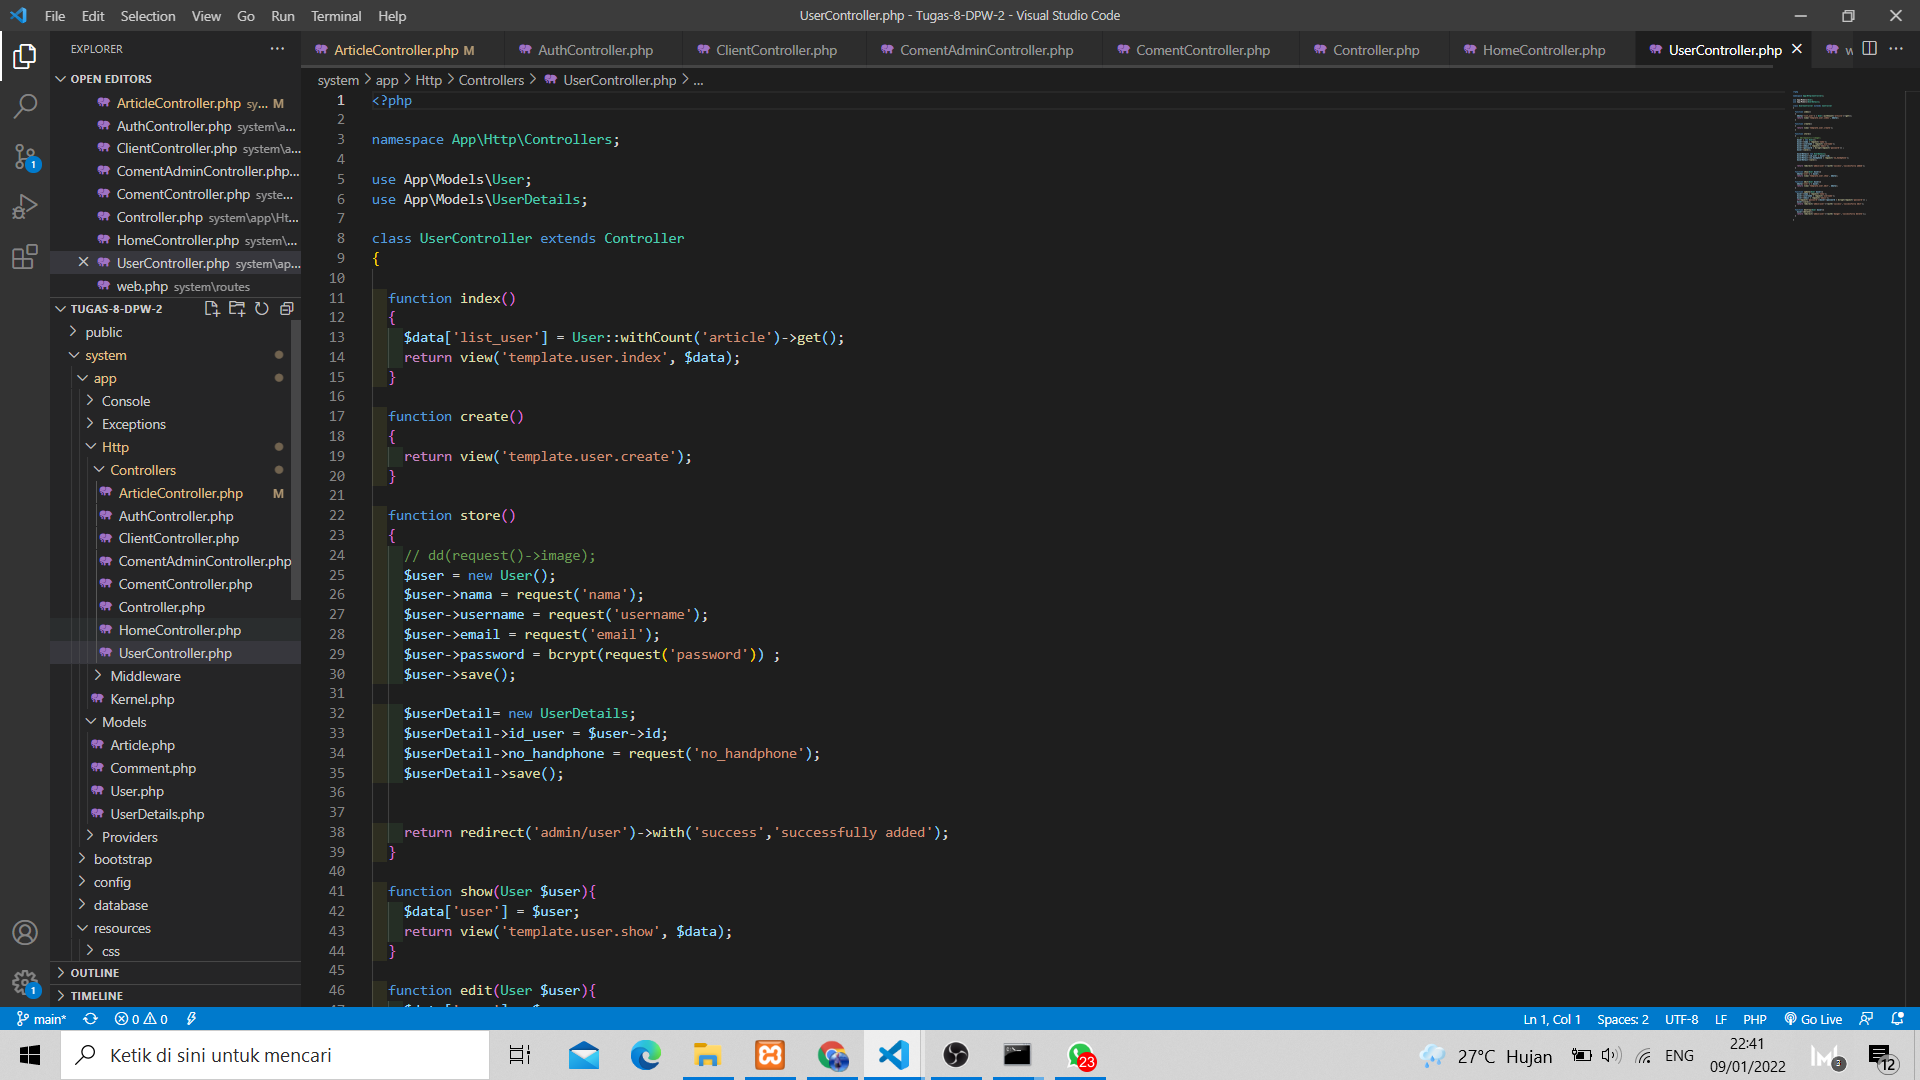 File Edit Selection View Go Run Terminal Help
UserController.php - Tugas-8-DPW-2 - Visual Studio Code
EXPLORER
OPEN EDITORS
ArticleController.php sy... M
AuthController.php system\a...
ClientController.php system\a...
ComentAdminController.php...
ComentController.php syste...
Controller.php system\app\Ht...
HomeController.php system\...
UserController.php system\ap...
web.php system\routes
TUGAS-8-DPW-2
public
system
app
Console
Exceptions
Http
Controllers
ArticleController.php M
AuthController.php
ClientController.php
ComentAdminController.php
ComentController.php
Controller.php
HomeController.php
UserController.php
Middleware
Kernel.php
Models
Article.php
Comment.php
User.php
UserDetails.php
Providers
bootstrap
config
database
resources
css
OUTLINE
TIMELINE
1
1
ArticleController.php M AuthController.php ClientController.php ComentAdminController.php ComentController.php Controller.php HomeController.php UserController.php w
system > app > Http > Controllers > UserController.php > ...
1 <?php
2
3 namespace App\Http\Controllers;
4
5 use App\Models\User;
6 use App\Models\UserDetails;
7
8 class UserController extends Controller
9 {
10
11 function index()
12 {
13 $data['list_user'] = User::withCount('article')->get();
14 return view('template.user.index', $data);
15 }
16
17 function create()
18 {
19 return view('template.user.create');
20 }
21
22 function store()
23 {
24 // dd(request()->image);
25 $user = new User();
26 $user->nama = request('nama');
27 $user->username = request('username');
28 $user->email = request('email');
29 $user->password = bcrypt(request('password')) ;
30 $user->save();
31
32 $userDetail= new UserDetails;
33 $userDetail->id_user = $user->id;
34 $userDetail->no_handphone = request('no_handphone');
35 $userDetail->save();
36
37
38 return redirect('admin/user')->with('success','successfully added');
39 }
40
41 function show(User $user){
42 $data['user'] = $user;
43 return view('template.user.show', $data);
44 }
45
46 function edit(User $user){
main* 0 0
Ln 1, Col 1 Spaces: 2 UTF-8 LF PHP Go Live
Ketik di sini untuk mencari
23
27°C Hujan
ENG
22:41
09/01/2022
3
12